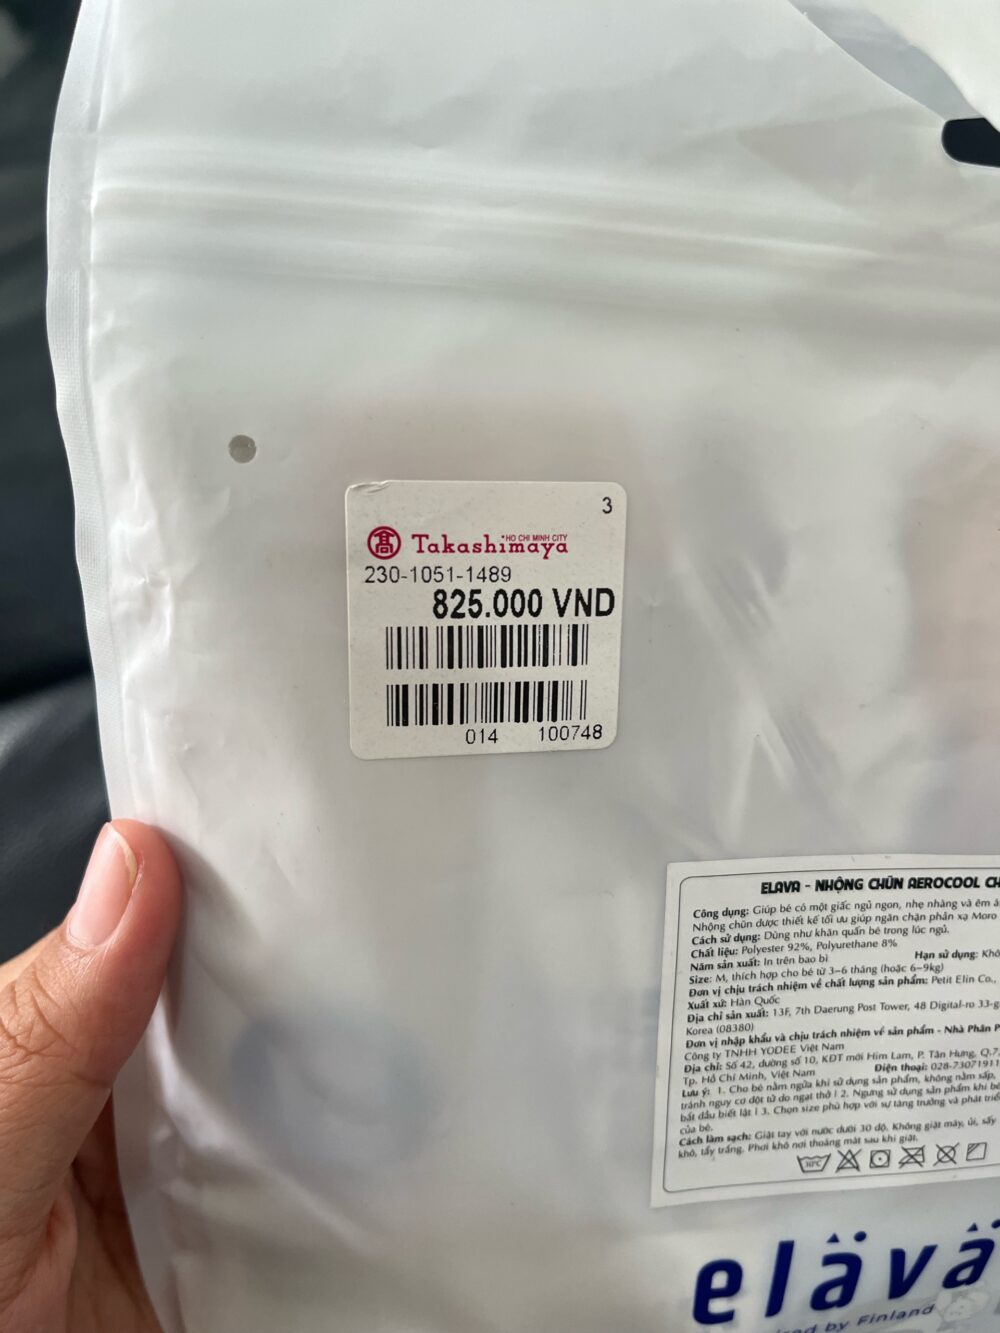 3
Takashimaya HO CHI MINH CITY
230-1051-1489
825.000 VND
014 100748
ELAVA - NHỘNG CHŨN AEROCOOL
Công dụng: Giúp bé có một giấc ngủ ngon, nhẹ nhàng và êm
Nhộng chũn được thiết kế tối ưu giúp ngăn chặn phản xạ Moro
Cách sử dụng: Dùng như khăn quấn bé trong lúc ngủ.
Chất liệu: Polyester 92%, Polyurethane 8%
Năm sản xuất: In trên bao bì Hạn sử dụng:
Size: M, thích hợp cho bé từ 3-6 tháng (hoặc 6-9kg)
Đơn vị chịu trách nhiệm về chất lượng sản phẩm: Petit Elin Co.,
Xuất xứ: Hàn Quốc
Địa chỉ sản xuất: 13F, 7th Daerung Post Tower, 48 Digital-ro 33-g
Korea (08380)
Đơn vị nhập khẩu và chịu trách nhiệm về sản phẩm - Nhà Phân
Công ty TNHH YODEE Việt Nam
Địa chỉ: Số 42, đường số 10, KĐT mới Him Lam, P. Tân Hưng, Q.7,
Tp. Hồ Chí Minh, Việt Nam Điện thoại: 028-73071911
Lưu ý: 1. Cho bé nằm ngửa khi sử dụng sản phẩm, không nằm sấp,
tránh nguy cơ đột tử do ngạt thở | 2. Ngưng sử dụng sản phẩm khi bé
bắt đầu biết lật | 3. Chọn size phù hợp với sự tăng trưởng và phát triể
của bé.
Cách làm sạch: Giặt tay với nước dưới 30 độ. Không giặt máy, ủi, sấy
khô, tẩy trắng. Phơi khô nơi thoáng mát sau khi giặt.
elävä
by Finland